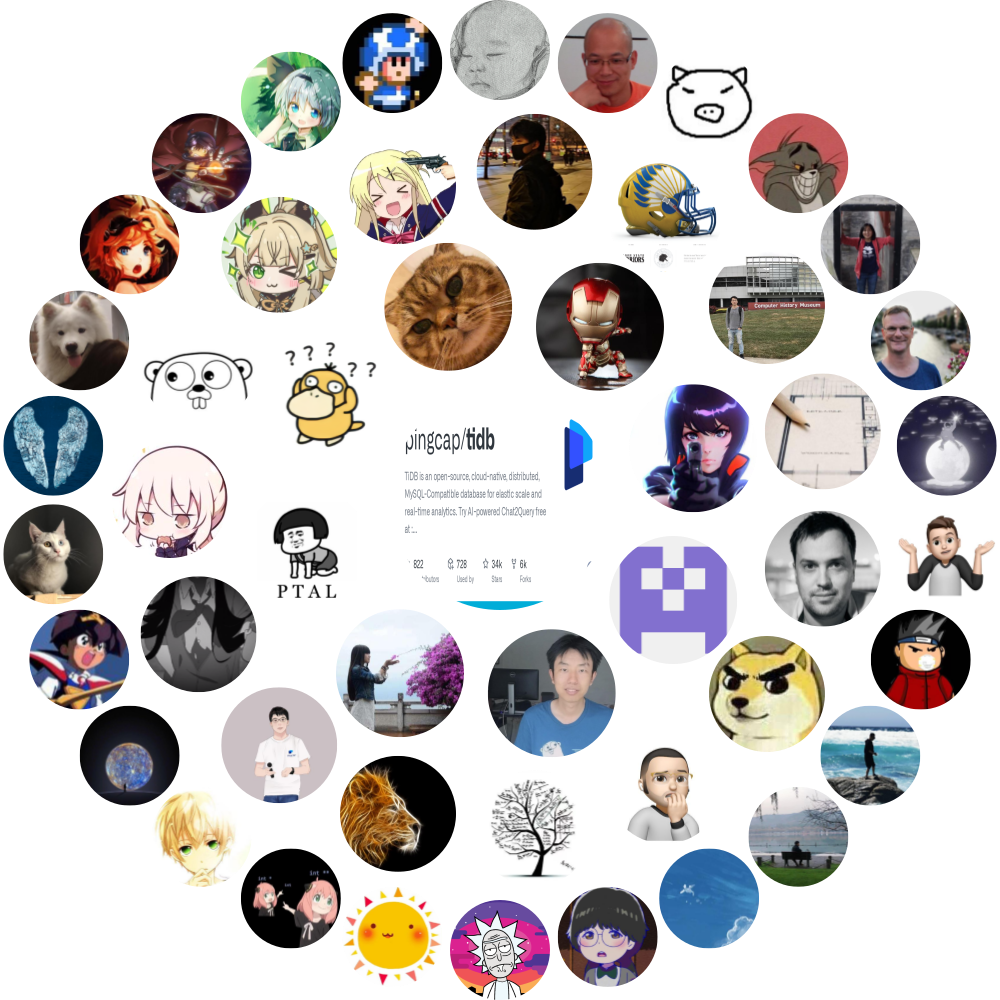 Computer History Museum
? ? ?
? ?
pingcap/tidb
TiDB is an open-source, cloud-native, distributed,
MySQL-Compatible database for elastic scale and
real-time analytics. Try AI-powered Chat2Query free
at :...
822
728
34k
6k
Used by
Stars
Forks
PTAL
int
int ++